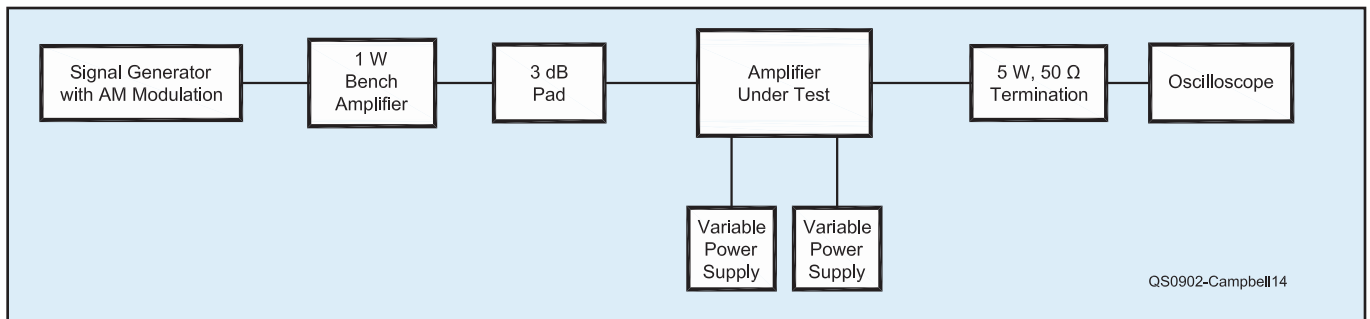 Signal Generator
with AM Modulation
1 W
Bench
Amplifier
3 dB
Pad
Amplifier
Under Test
5 W, 50 Ω
Termination
Oscilloscope
Variable
Power
Supply
Variable
Power
Supply
QS0902-Campbell14